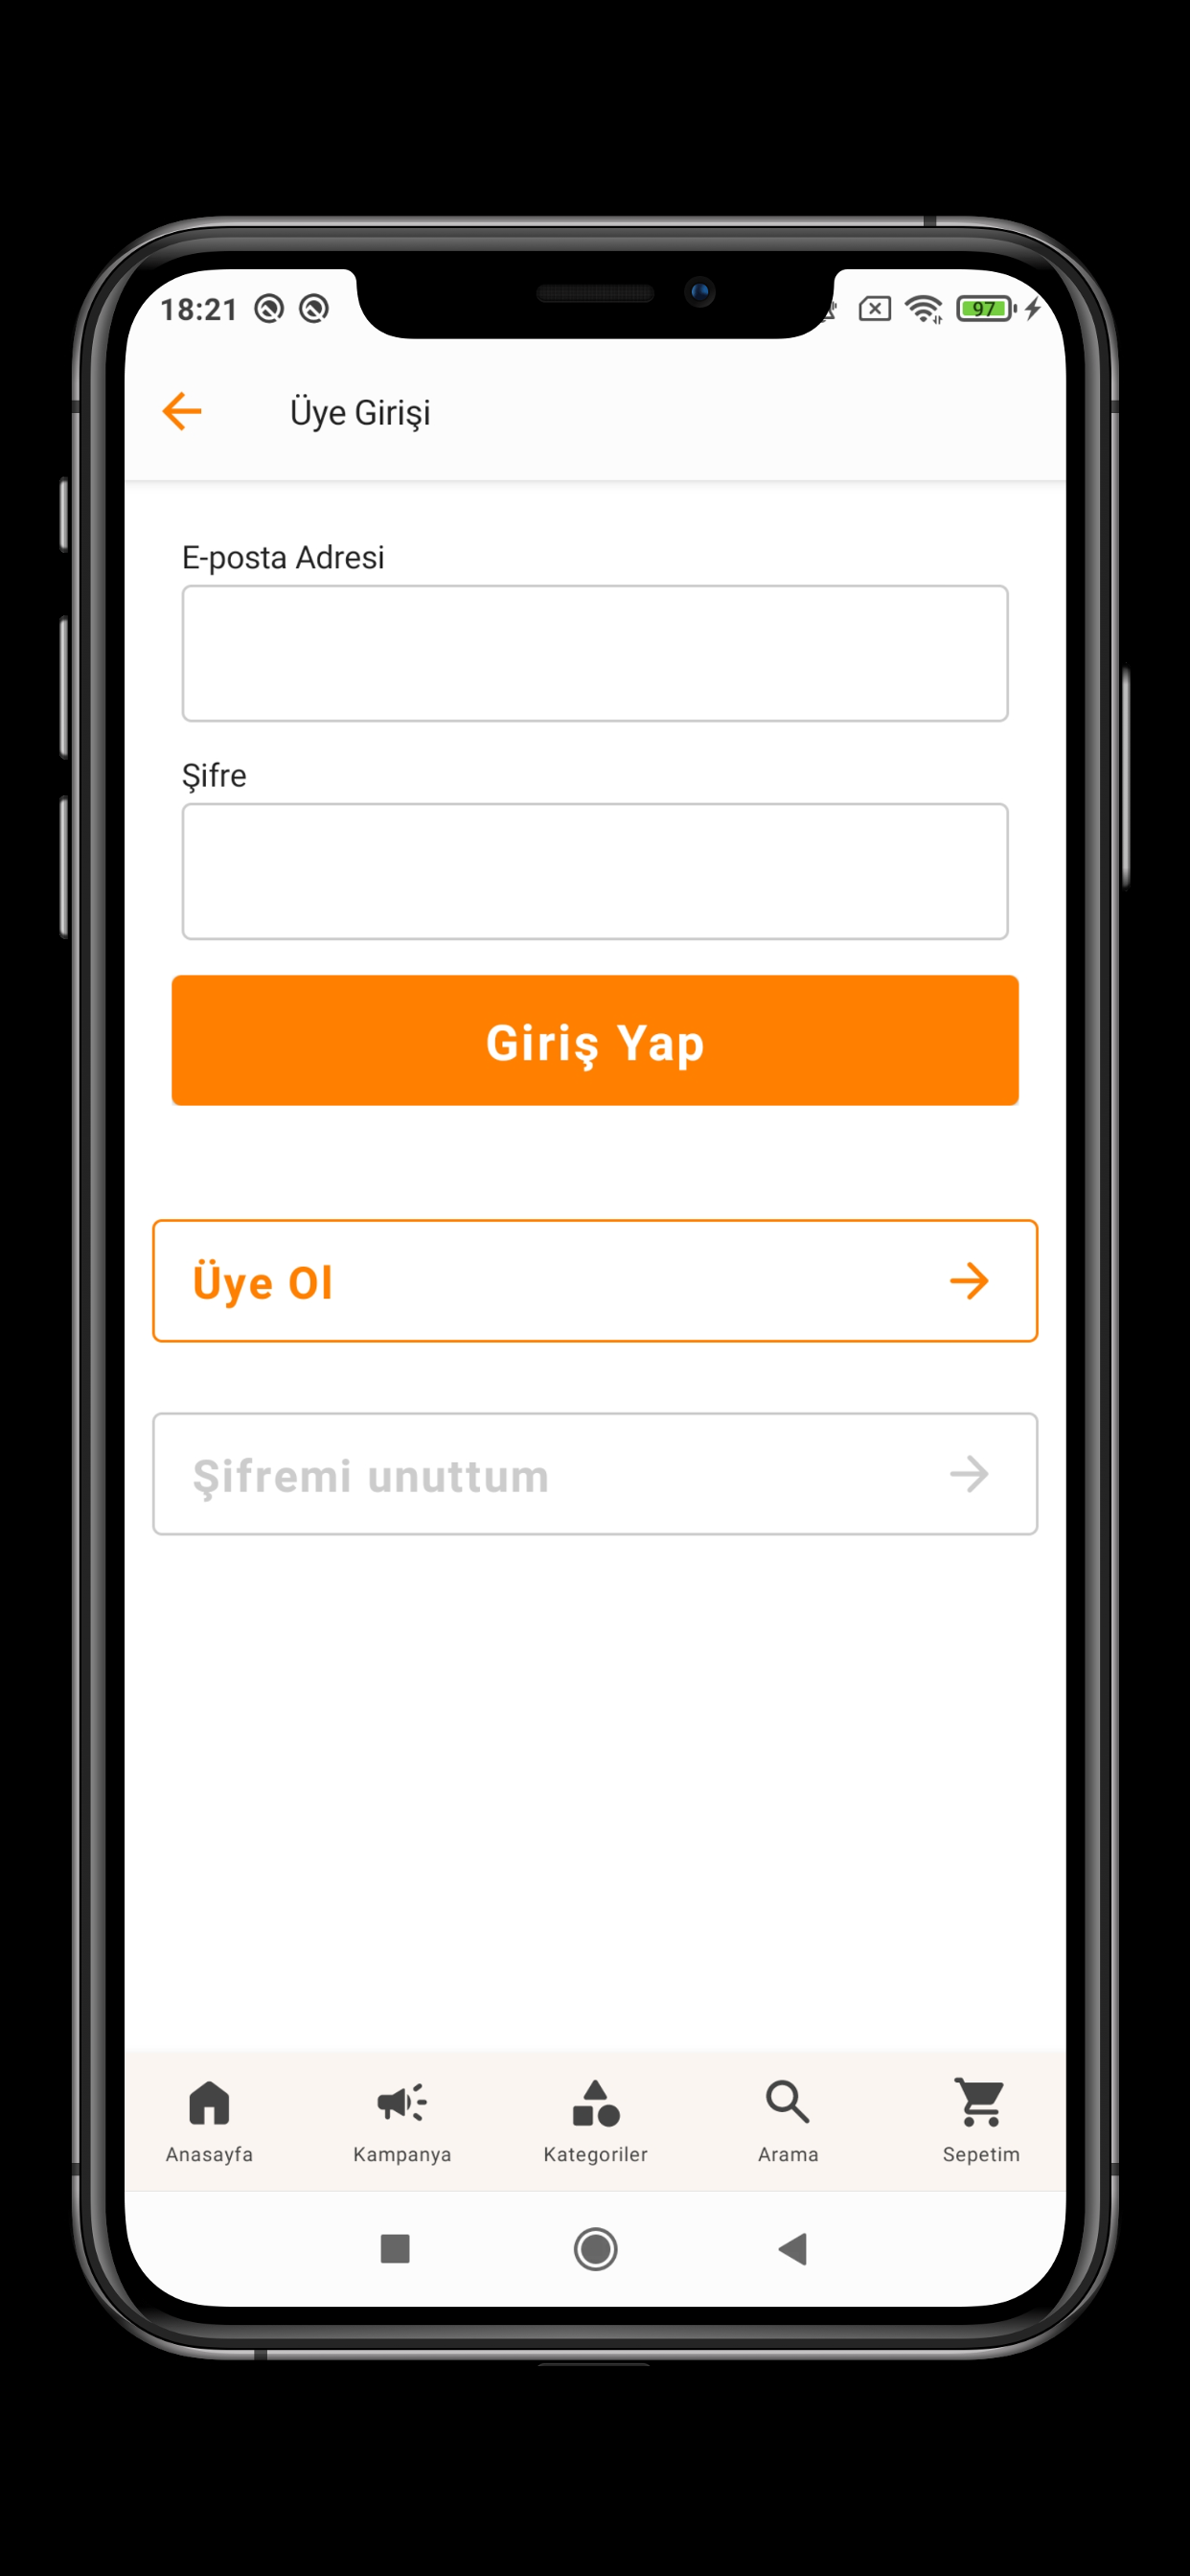 18:21
97
Üye Girişi
E-posta Adresi
Şifre
Giriş Yap
Üye Ol
Şifremi unuttum
Anasayfa Kampanya Kategoriler Arama Sepetim